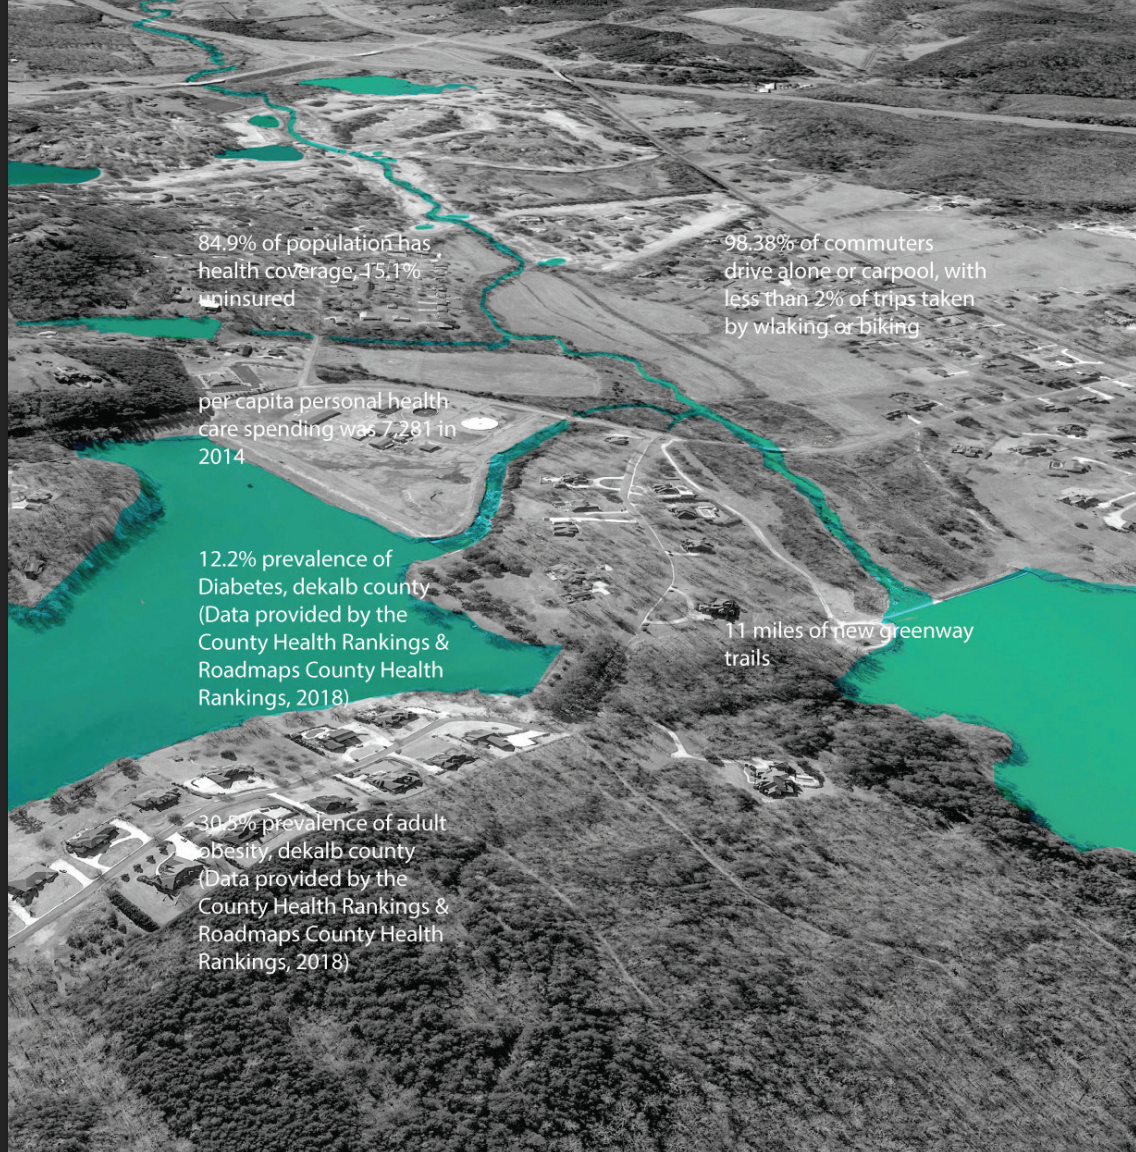 84.9% of population has
health coverage, 15.1%
uninsured
per capita personal health
care spending was 7,281 in
2014
12.2% prevalence of
Diabetes, dekalb county
(Data provided by the
County Health Rankings &
Roadmaps County Health
Rankings, 2018)
30.5% prevalence of adult
obesity, dekalb county
(Data provided by the
County Health Rankings &
Roadmaps County Health
Rankings, 2018)
98.38% of commuters
drive alone or carpool, with
less than 2% of trips taken
by wlaking or biking
11 miles of new greenway
trails